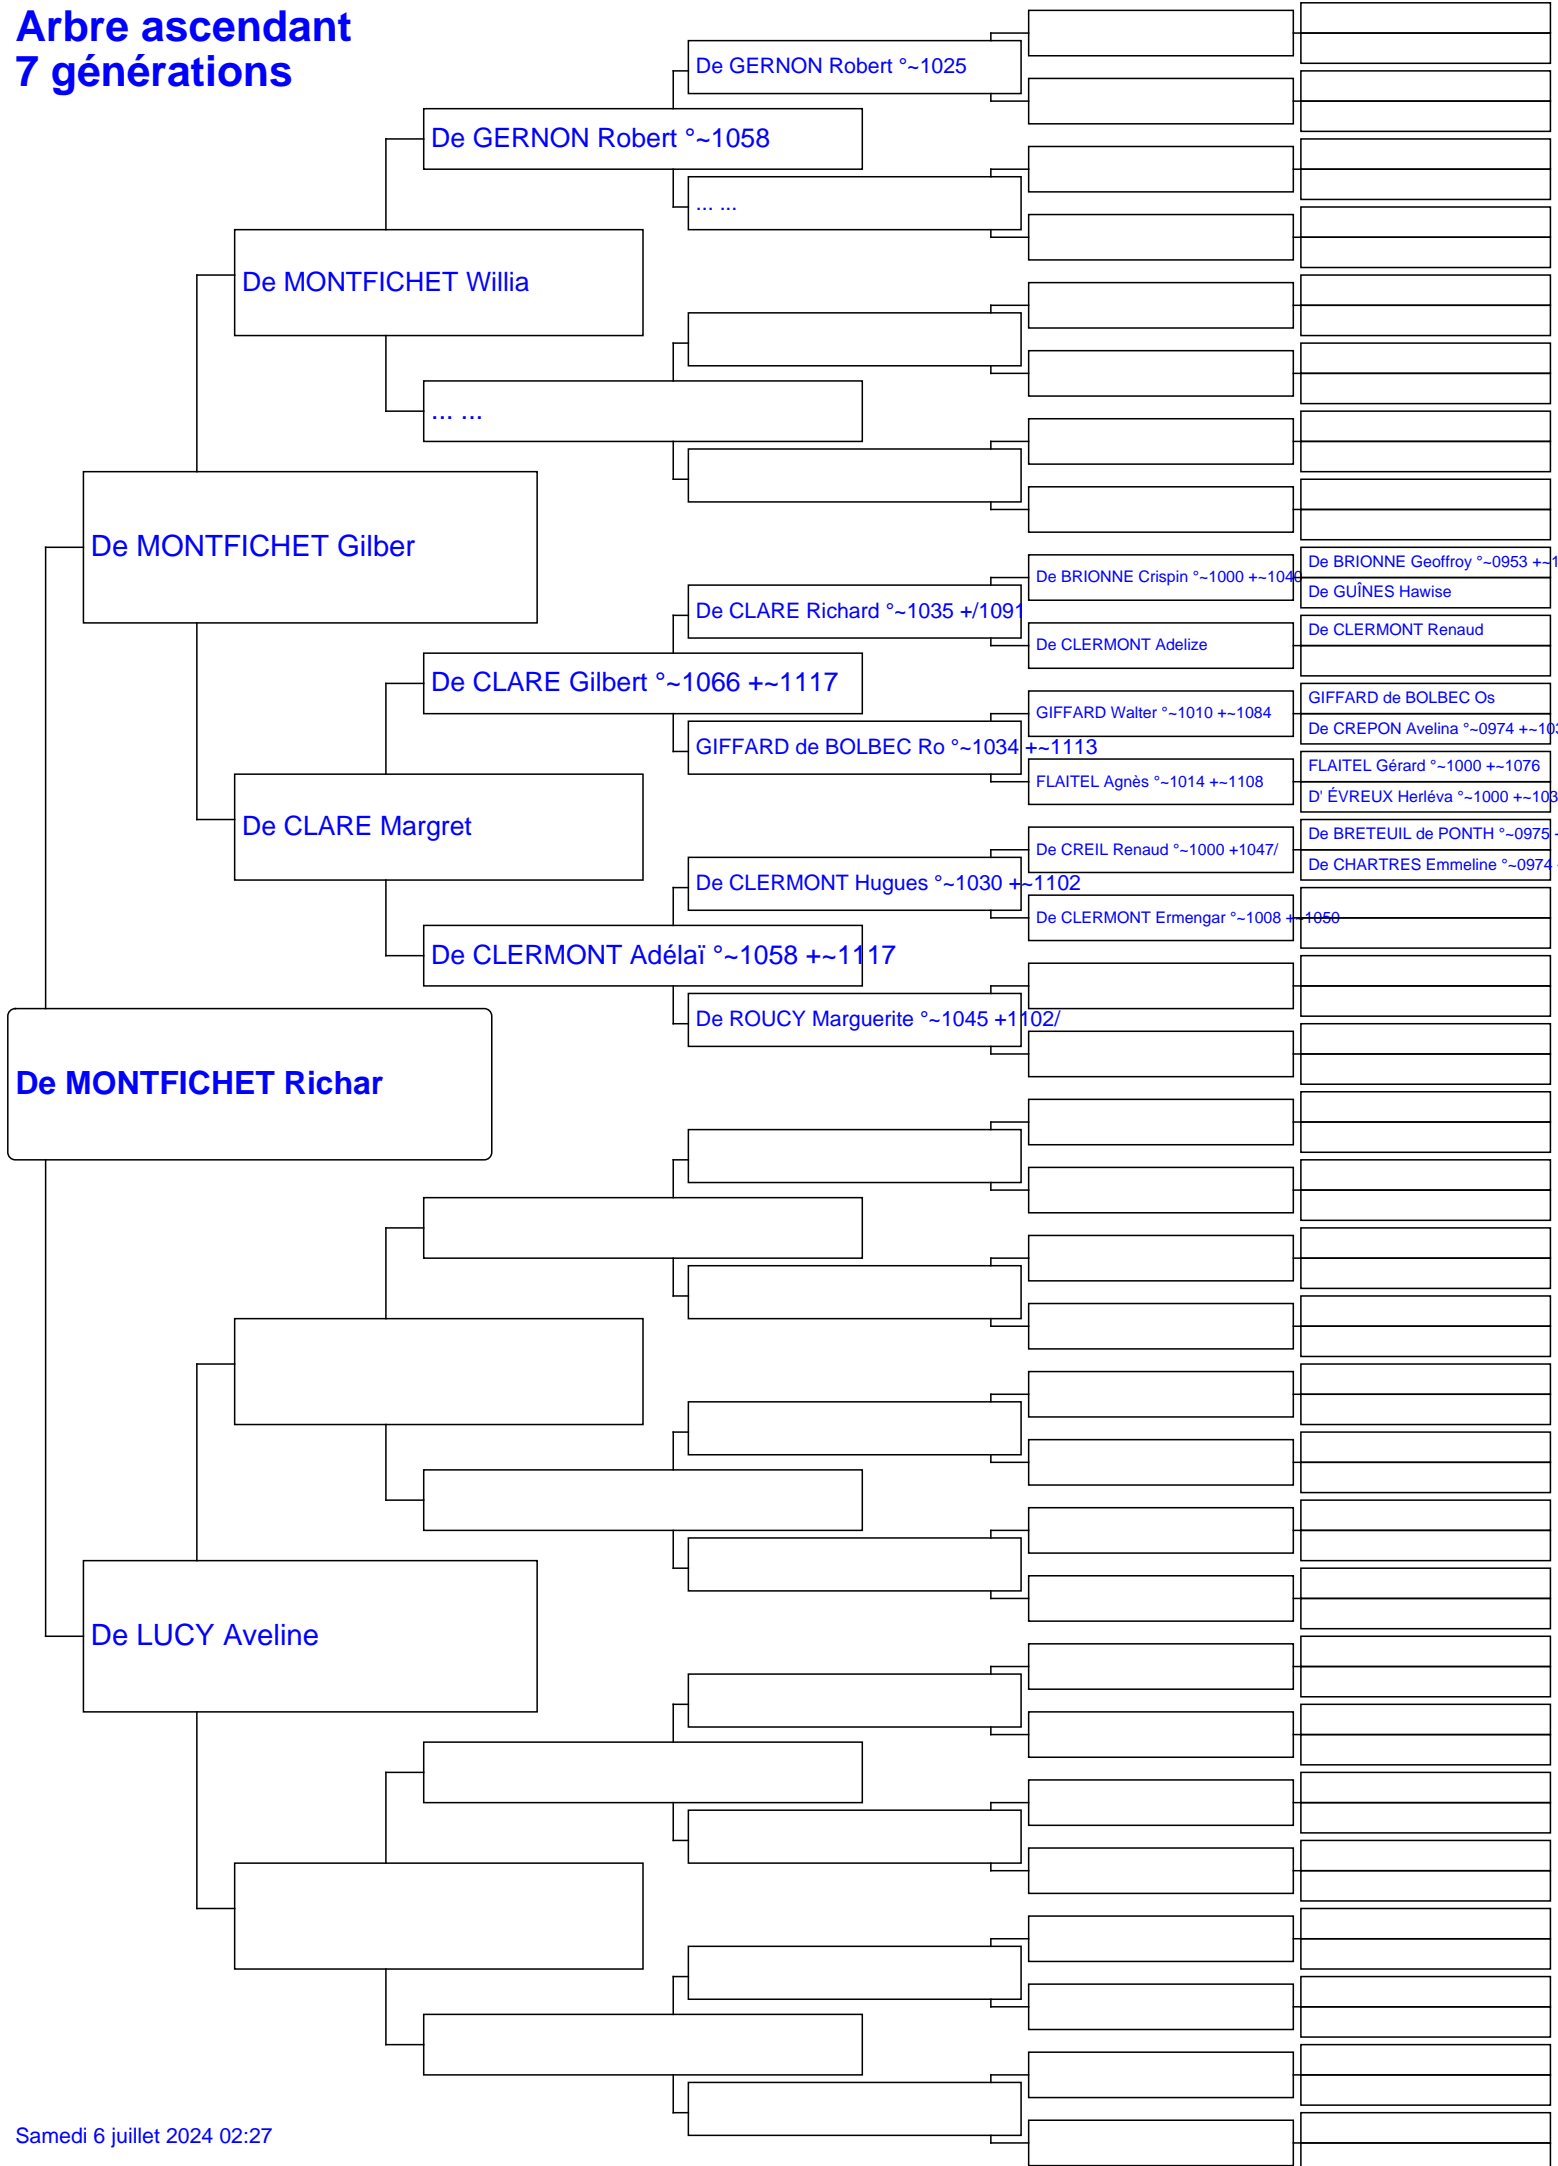 Arbre ascendant
7 générations
De GERNON Robert °~1025
De GERNON Robert °~1058
... ...
De MONTFICHET Willia
... ...
De MONTFICHET Gilber
De BRIONNE Geoffroy °~0953 +~1
De BRIONNE Crispin °~1000 +~1040
De GUÎNES Hawise
De CLARE Richard °~1035 +/1091
De CLERMONT Renaud
De CLERMONT Adelize
De CLARE Gilbert °~1066 +~1117
GIFFARD de BOLBEC Os
GIFFARD Walter °~1010 +~1084
De CREPON Avelina °~0974 +~103
GIFFARD de BOLBEC Ro °~1034 +~1113
FLAITEL Gérard °~1000 +~1076
FLAITEL Agnès °~1014 +~1108
D' ÉVREUX Herléva °~1000 +~103
De CLARE Margret
De BRETEUIL de PONTH °~0975 +
De CREIL Renaud °~1000 +1047/
De CHARTRES Emmeline °~0974
De CLERMONT Hugues °~1030 +~1102
De CLERMONT Ermengar °~1008 +~1050
De CLERMONT Adélaï °~1058 +~1117
De ROUCY Marguerite °~1045 +1102/
De MONTFICHET Richar
De LUCY Aveline
Samedi 6 juillet 2024 02:27